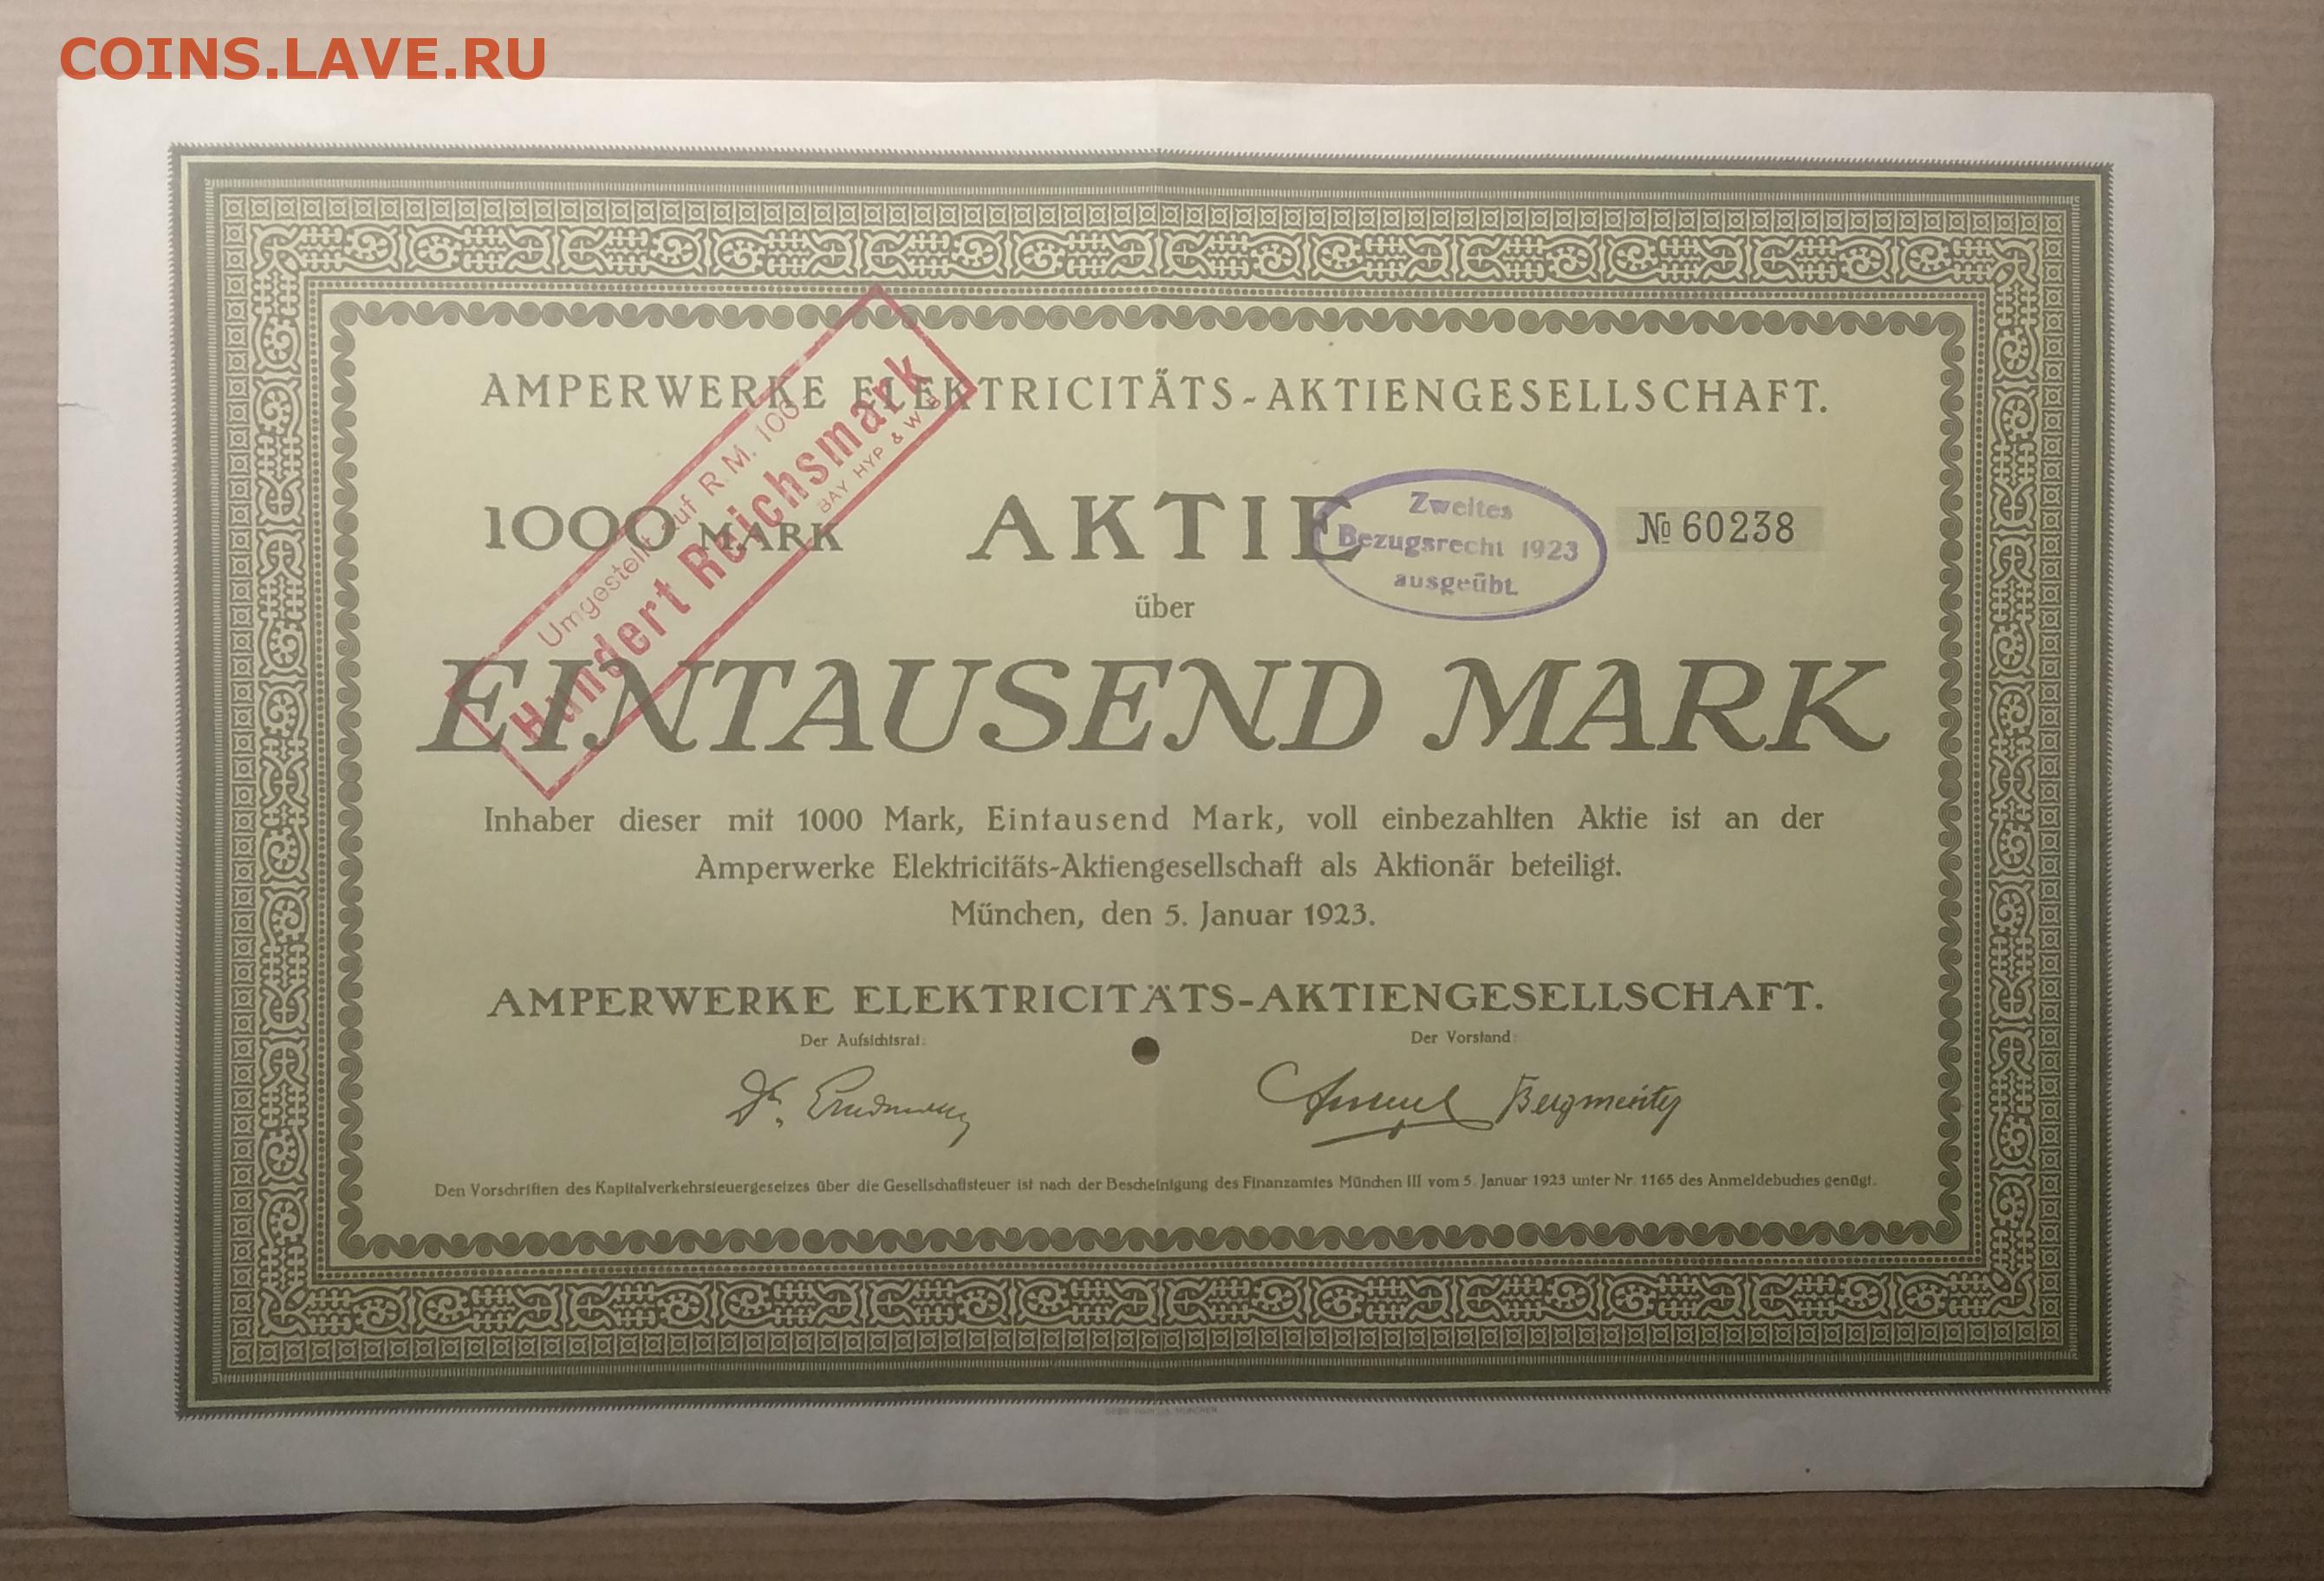 COINS.LAVE.RU
AMPERWERKE ELEKTRICITÄTS-AKTIENGESELLSCHAFT.
Umgestellt auf R.M. 100
Hundert Reichsmark
BAY HYP & W B
1000 MARK AKTIE № 60238
Zweites
Bezugsrecht 1923
ausgeübt.
über
EINTAUSEND MARK
Inhaber dieser mit 1000 Mark, Eintausend Mark, voll einbezahlten Aktie ist an der
Amperwerke Elektricitäts-Aktiengesellschaft als Aktionär beteiligt.
München, den 5. Januar 1923.
AMPERWERKE ELEKTRICITÄTS-AKTIENGESELLSCHAFT.
Der Aufsichtsrat: Der Vorstand:
Dr.
Den Vorschriften des Kapitalverkehrsteuergesetzes über die Gesellschaftsteuer ist nach der Bescheinigung des Finanzamtes München III vom 5. Januar 1923 unter Nr. 1165 des Anmeldebuches genügt.
MÜNCHEN